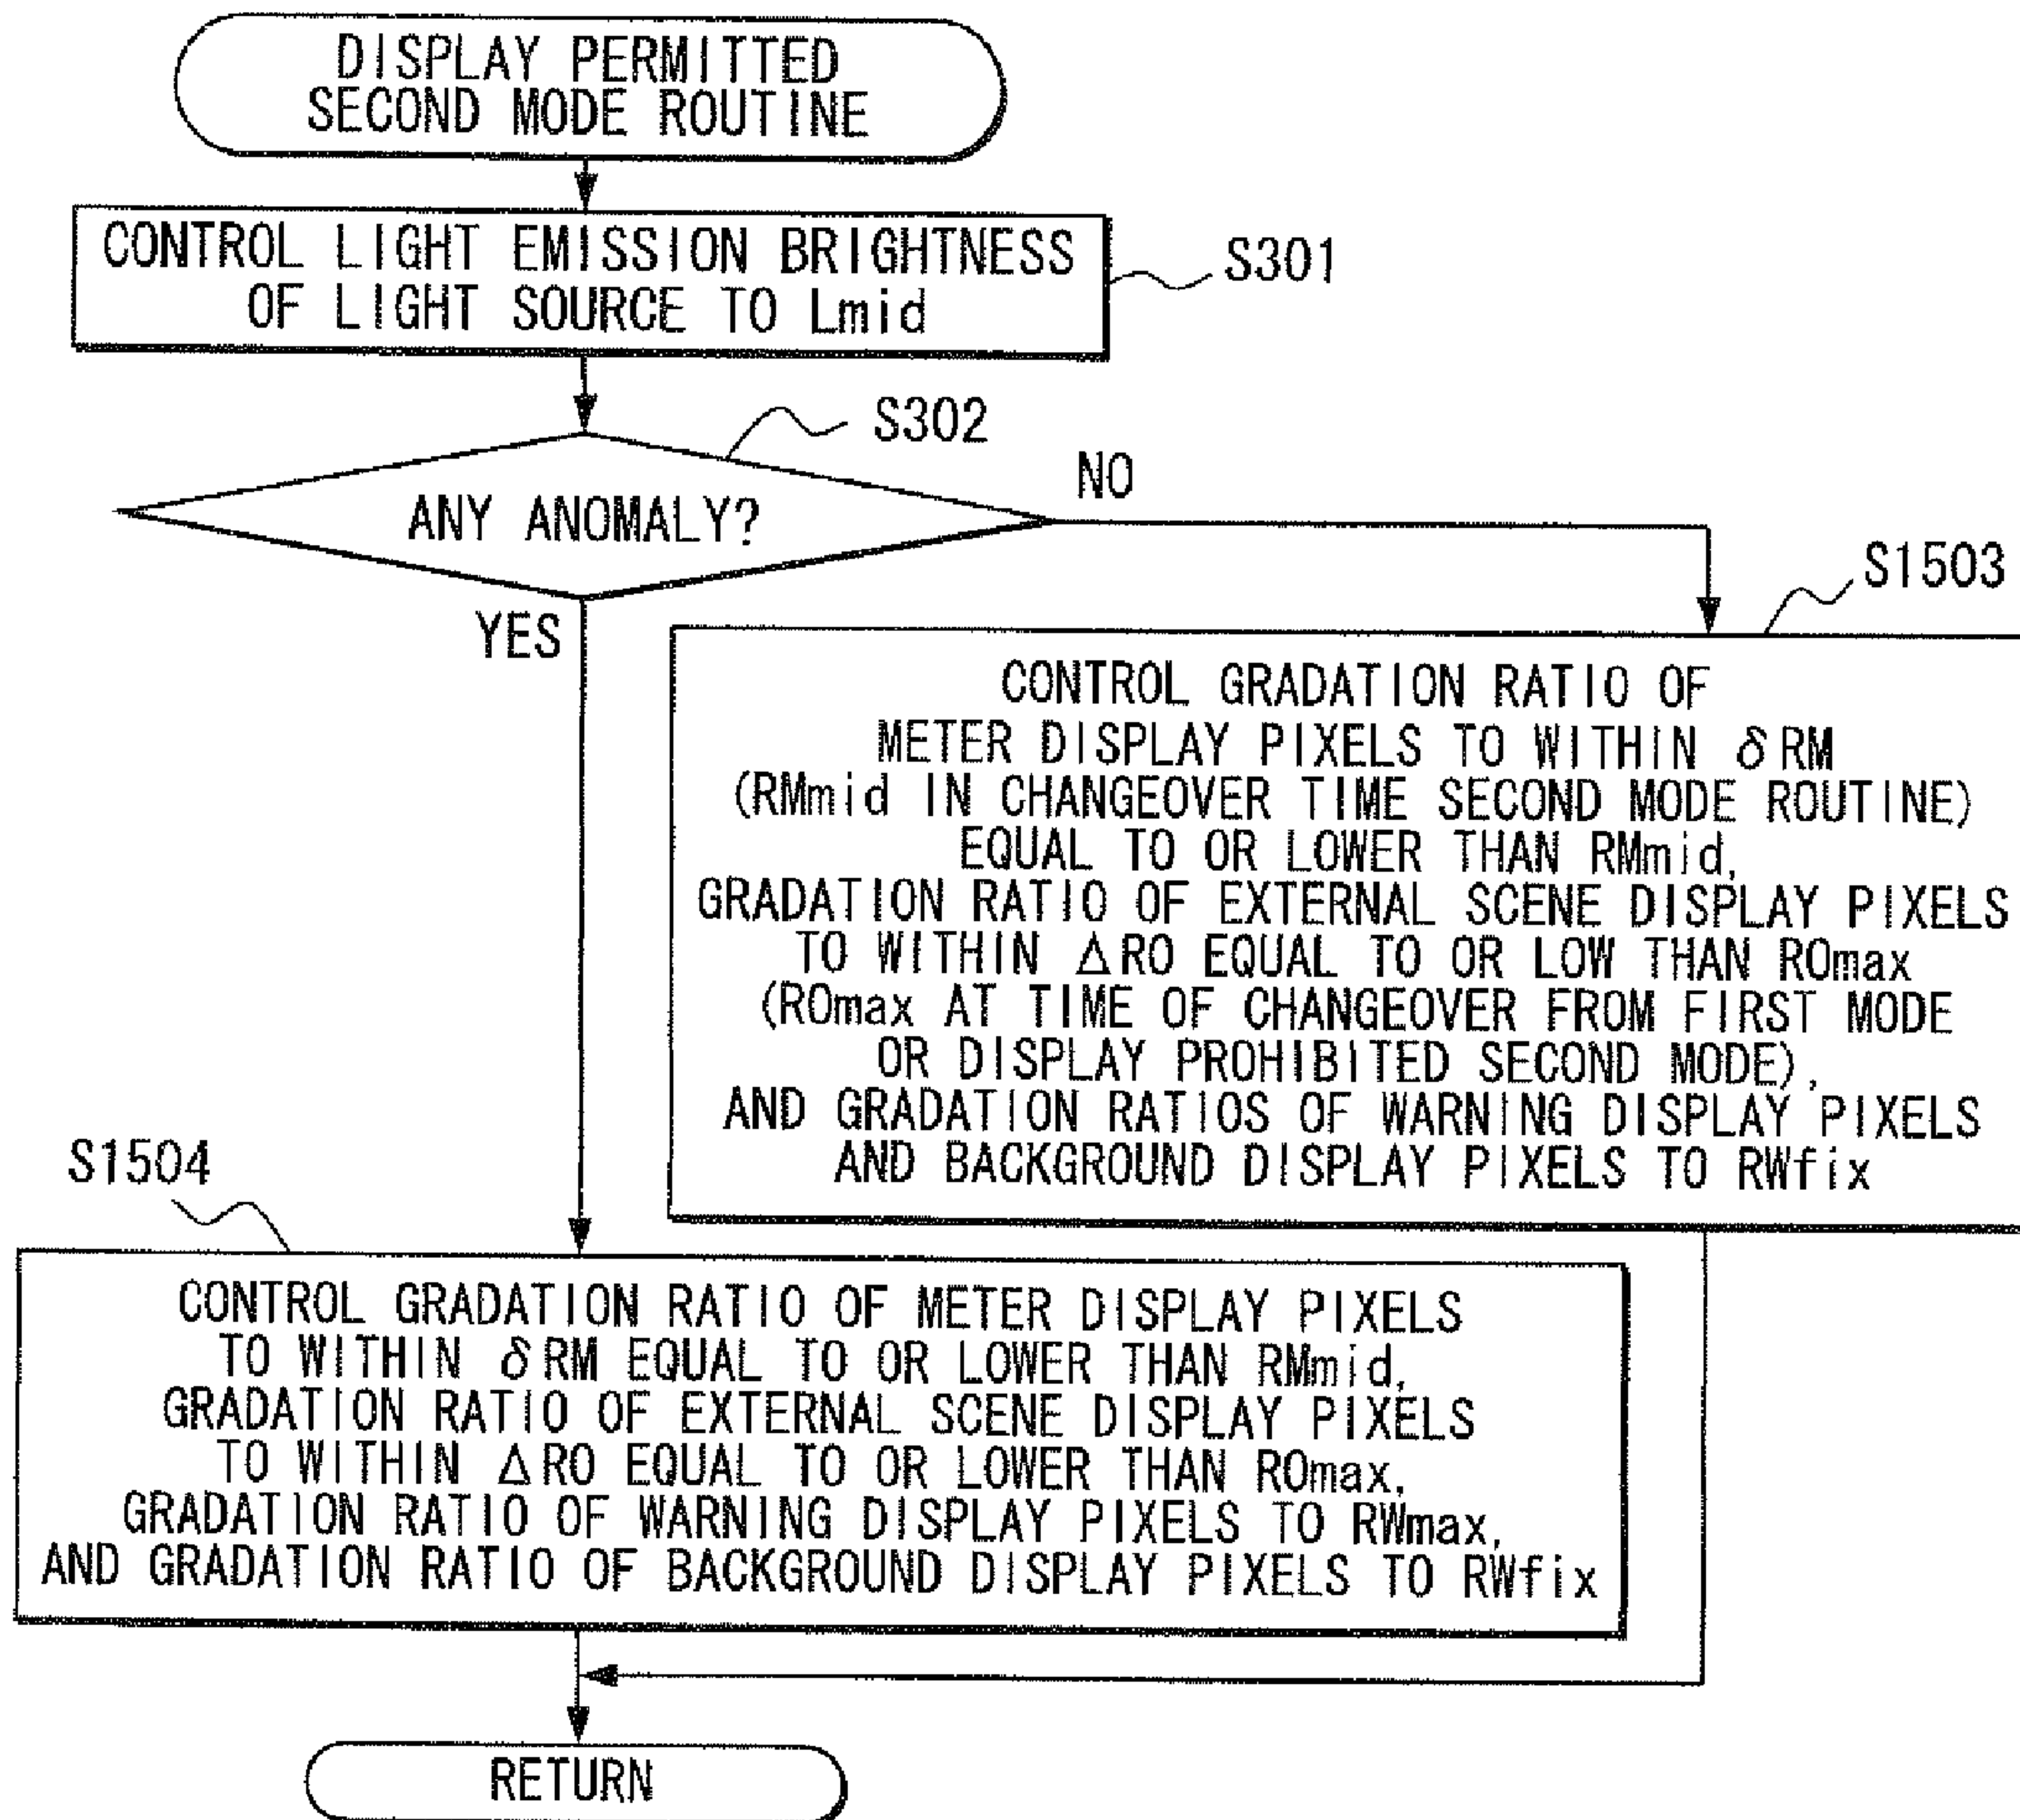 DISPLAY PERMITTED
SECOND MODE ROUTINE
CONTROL LIGHT EMISSION BRIGHTNESS
OF LIGHT SOURCE TO Lmid
S301
S302
ANY ANOMALY?
NO
YES
S1503
CONTROL GRADATION RATIO OF
METER DISPLAY PIXELS TO WITHIN δRM
(RMmid IN CHANGEOVER TIME SECOND MODE ROUTINE)
EQUAL TO OR LOWER THAN RMmid,
GRADATION RATIO OF EXTERNAL SCENE DISPLAY PIXELS
TO WITHIN ΔRO EQUAL TO OR LOW THAN ROmax
(ROmax AT TIME OF CHANGEOVER FROM FIRST MODE
OR DISPLAY PROHIBITED SECOND MODE),
AND GRADATION RATIOS OF WARNING DISPLAY PIXELS
AND BACKGROUND DISPLAY PIXELS TO RWfix
S1504
CONTROL GRADATION RATIO OF METER DISPLAY PIXELS
TO WITHIN δRM EQUAL TO OR LOWER THAN RMmid,
GRADATION RATIO OF EXTERNAL SCENE DISPLAY PIXELS
TO WITHIN ΔRO EQUAL TO OR LOWER THAN ROmax,
GRADATION RATIO OF WARNING DISPLAY PIXELS TO RWmax,
AND GRADATION RATIO OF BACKGROUND DISPLAY PIXELS TO RWfix
RETURN